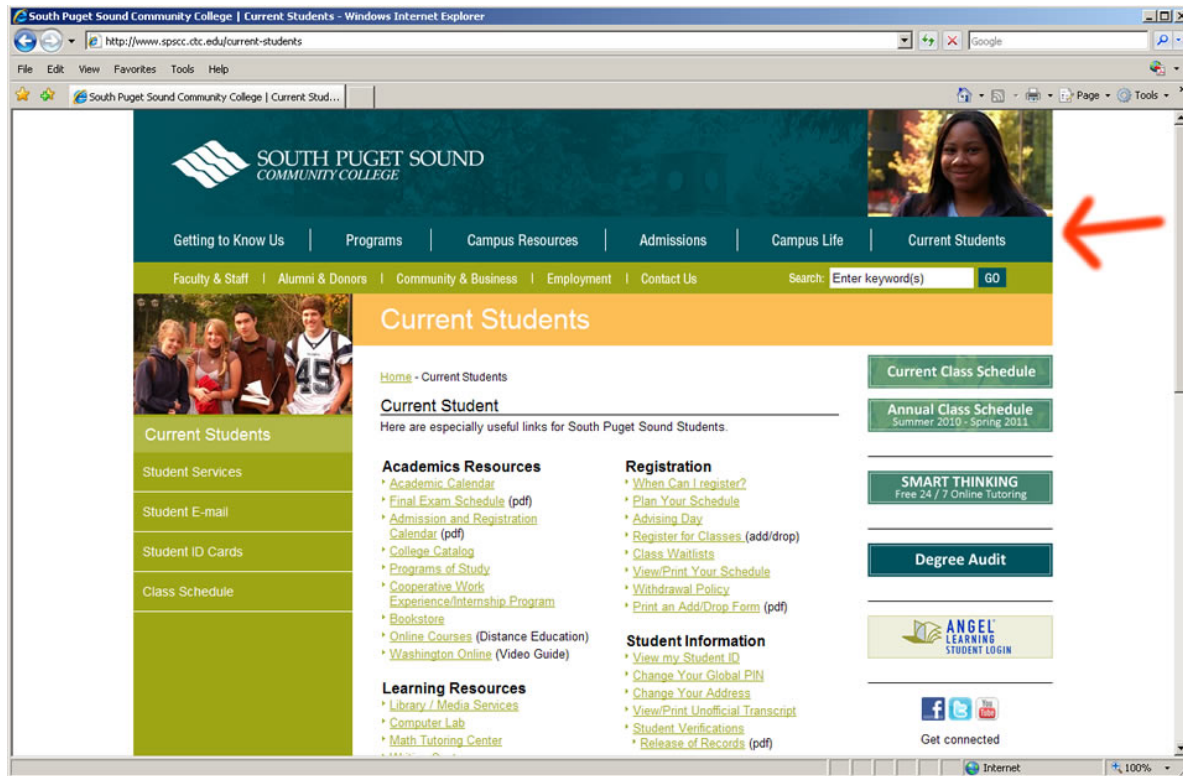 South Puget Sound Community College | Current Students - Windows Internet Explorer
http://www.spscc.ctc.edu/current-students
Google
File Edit View Favorites Tools Help
South Puget Sound Community College | Current Stud...
Page Tools
SOUTH PUGET SOUND
COMMUNITY COLLEGE
Getting to Know Us | Programs | Campus Resources | Admissions | Campus Life | Current Students
Faculty & Staff | Alumni & Donors | Community & Business | Employment | Contact Us Search: Enter keyword(s) GO
45
Current Students
Student Services
Student E-mail
Student ID Cards
Class Schedule
Current Students
Home - Current Students
Current Student
Here are especially useful links for South Puget Sound Students.
Academics Resources
Academic Calendar
Final Exam Schedule (pdf)
Admission and Registration
Calendar (pdf)
College Catalog
Programs of Study
Cooperative Work
Experience/Internship Program
Bookstore
Online Courses (Distance Education)
Washington Online (Video Guide)
Learning Resources
Library / Media Services
Computer Lab
Math Tutoring Center
Registration
When Can I register?
Plan Your Schedule
Advising Day
Register for Classes (add/drop)
Class Waitlists
View/Print Your Schedule
Withdrawal Policy
Print an Add/Drop Form (pdf)
Student Information
View my Student ID
Change Your Global PIN
Change Your Address
View/Print Unofficial Transcript
Student Verifications
Release of Records (pdf)
Current Class Schedule
Annual Class Schedule
Summer 2010 - Spring 2011
SMART THINKING
Free 24 / 7 Online Tutoring
Degree Audit
ANGEL
LEARNING
STUDENT LOGIN
You
Tube
Get connected
Internet 100%